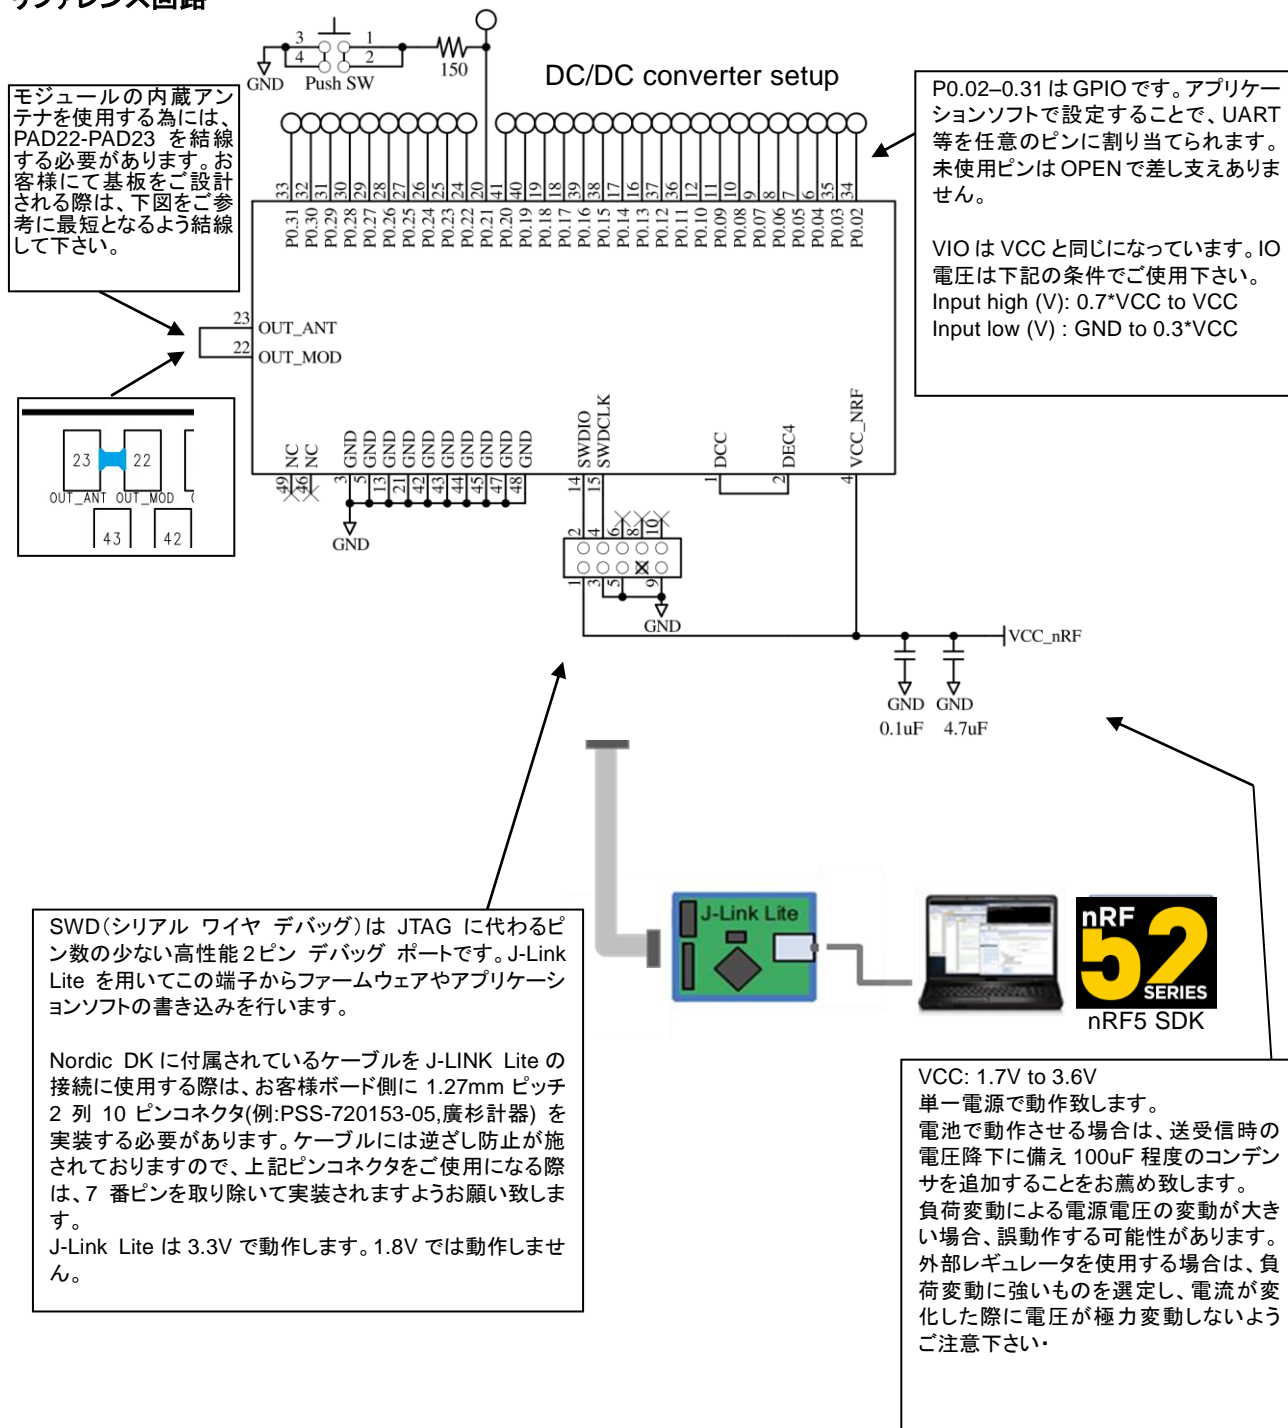 リファレンス回路
3
4
1
2
GND
Push SW
150
DC/DC converter setup
モジュールの内蔵アン
テナを使用する為には、
PAD22-PAD23 を結線
する必要があります。お
客様にて基板をご設計
される際は、下図をご参
考に最短となるよう結線
して下さい。
P0.02–0.31 は GPIO です。アプリケー
ションソフトで設定することで、UART
等を任意のピンに割り当てられます。
未使用ピンは OPEN で差し支えありま
せん。
VIO は VCC と同じになっています。IO
電圧は下記の条件でご使用下さい。
Input high (V): 0.7*VCC to VCC
Input low (V) : GND to 0.3*VCC
33 32 31 30 29 28 27 26 25 24 20 41 40 19 18 39 38 17 16 37 36 12 11 10 9 8 7 6 35 34
P0.31 P0.30 P0.29 P0.28 P0.27 P0.26 P0.25 P0.24 P0.23 P0.22 P0.21 P0.20 P0.19 P0.18 P0.17 P0.16 P0.15 P0.14 P0.13 P0.12 P0.11 P0.10 P0.09 P0.08 P0.07 P0.06 P0.05 P0.04 P0.03 P0.02
23 OUT_ANT
22 OUT_MOD
NC NC GND GND GND GND GND GND GND GND GND GND SWDIO SWDCLK DCC DEC4 VCC_NRF
49 46 3 5 13 21 42 43 44 45 47 48 14 15 1 2 4
23 22
OUT_ANT OUT_MOD
43 42
GND
2 4 6 8 10
1 3 5 9
GND
VCC_nRF
GND GND
0.1uF 4.7uF
J-Link Lite
nRF
52
SERIES
nRF5 SDK
SWD(シリアル ワイヤ デバッグ)は JTAG に代わるピ
ン数の少ない高性能2ピン デバッグ ポートです。J-Link
Lite を用いてこの端子からファームウェアやアプリケーシ
ョンソフトの書き込みを行います。
Nordic DK に付属されているケーブルを J-LINK Lite の
接続に使用する際は、お客様ボード側に 1.27mm ピッチ
2 列 10 ピンコネクタ(例:PSS-720153-05,廣杉計器) を
実装する必要があります。ケーブルには逆ざし防止が施
されておりますので、上記ピンコネクタをご使用になる際
は、7 番ピンを取り除いて実装されますようお願い致しま
す。
J-Link Lite は 3.3V で動作します。1.8V では動作しませ
ん。
VCC: 1.7V to 3.6V
単一電源で動作致します。
電池で動作させる場合は、送受信時の
電圧降下に備え 100uF 程度のコンデン
サを追加することをお薦め致します。
負荷変動による電源電圧の変動が大き
い場合、誤動作する可能性があります。
外部レギュレータを使用する場合は、負
荷変動に強いものを選定し、電流が変
化した際に電圧が極力変動しないよう
ご注意下さい・